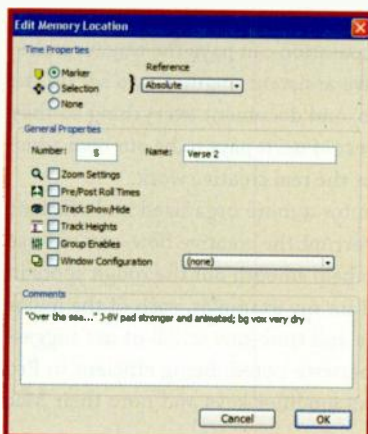 Edit Memory Location
Time Properties
Marker
Selection
None
Reference
Absolute
General Properties
Number: 5 Name: Verse 2
Zoom Settings
Pre/Post Roll Times
Track Show/Hide
Track Heights
Group Enables
Window Configuration (none)
Comments
"Over the sea..." J-8V pad stronger and animated; bg vox very dry
Cancel OK